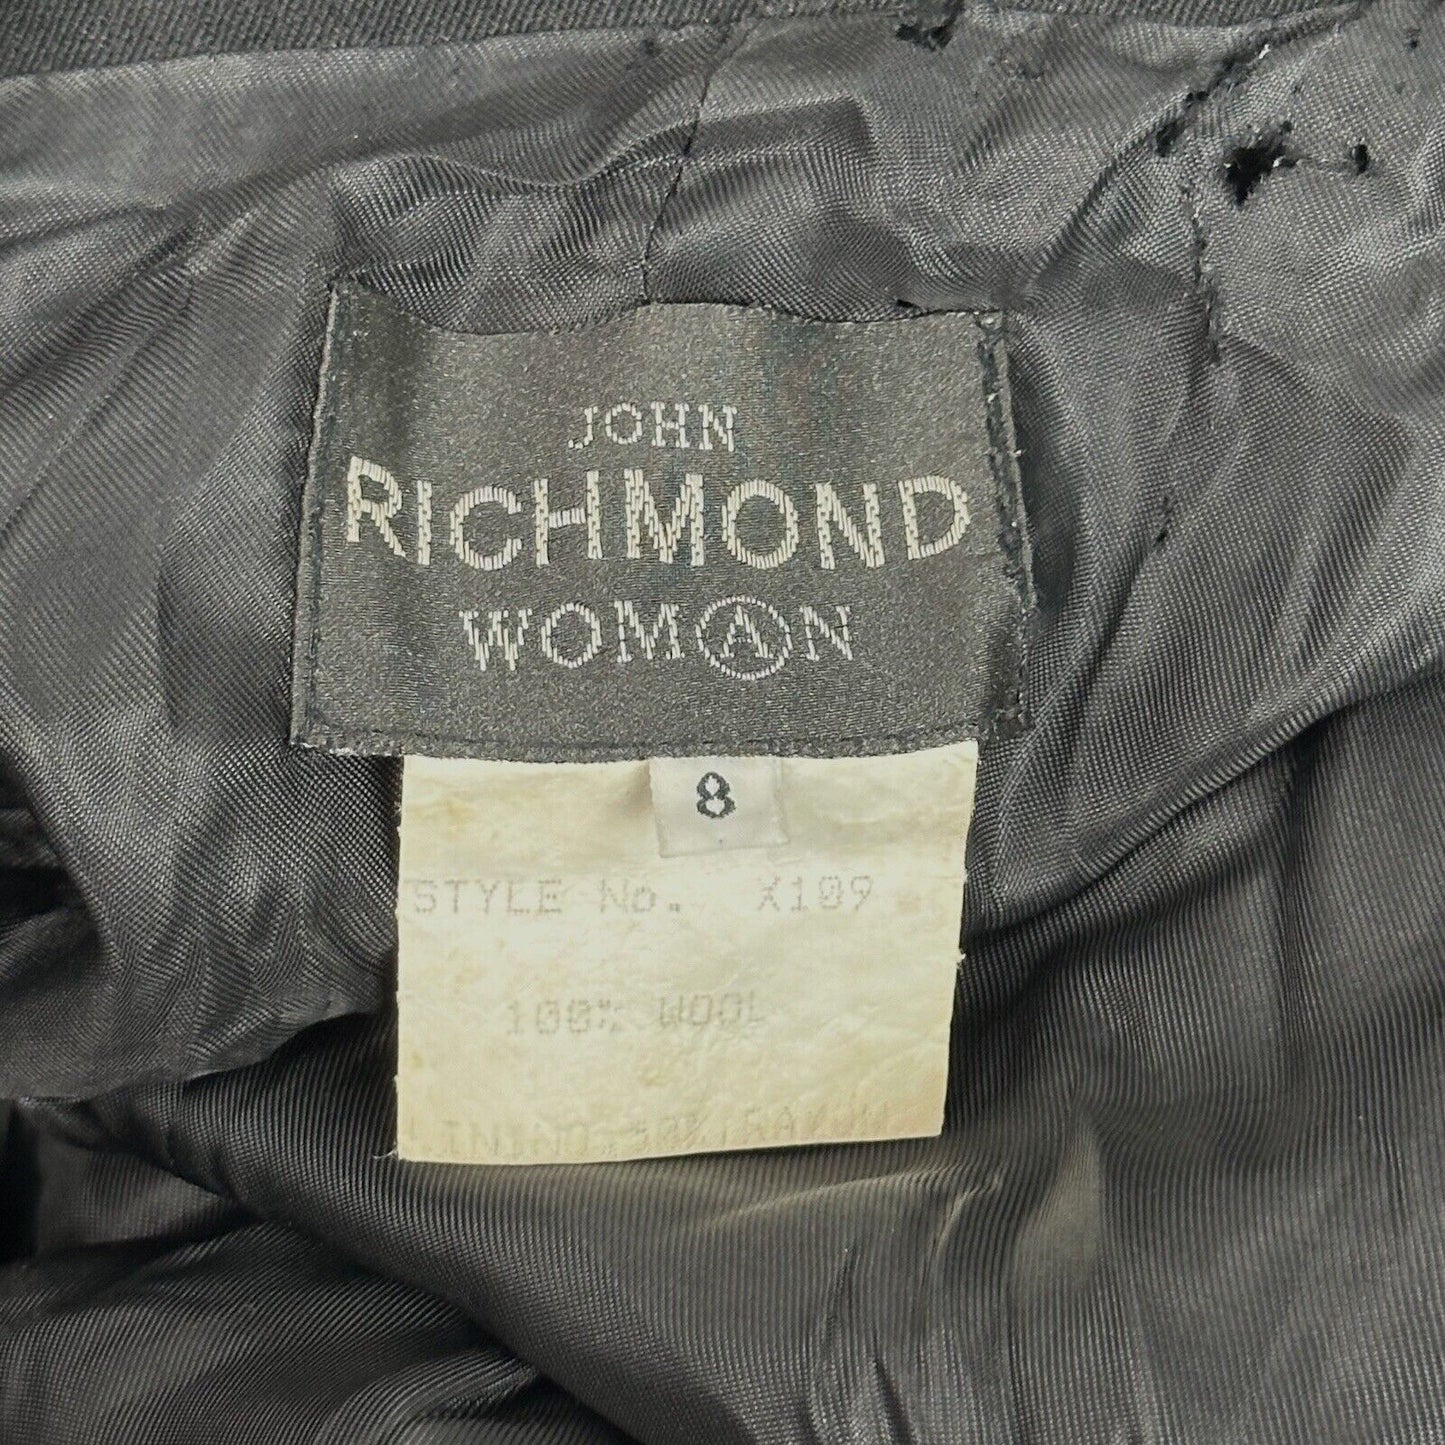 JOHN
RICHMOND
WOMAN
8
STYLE No. X109
100% WOOL